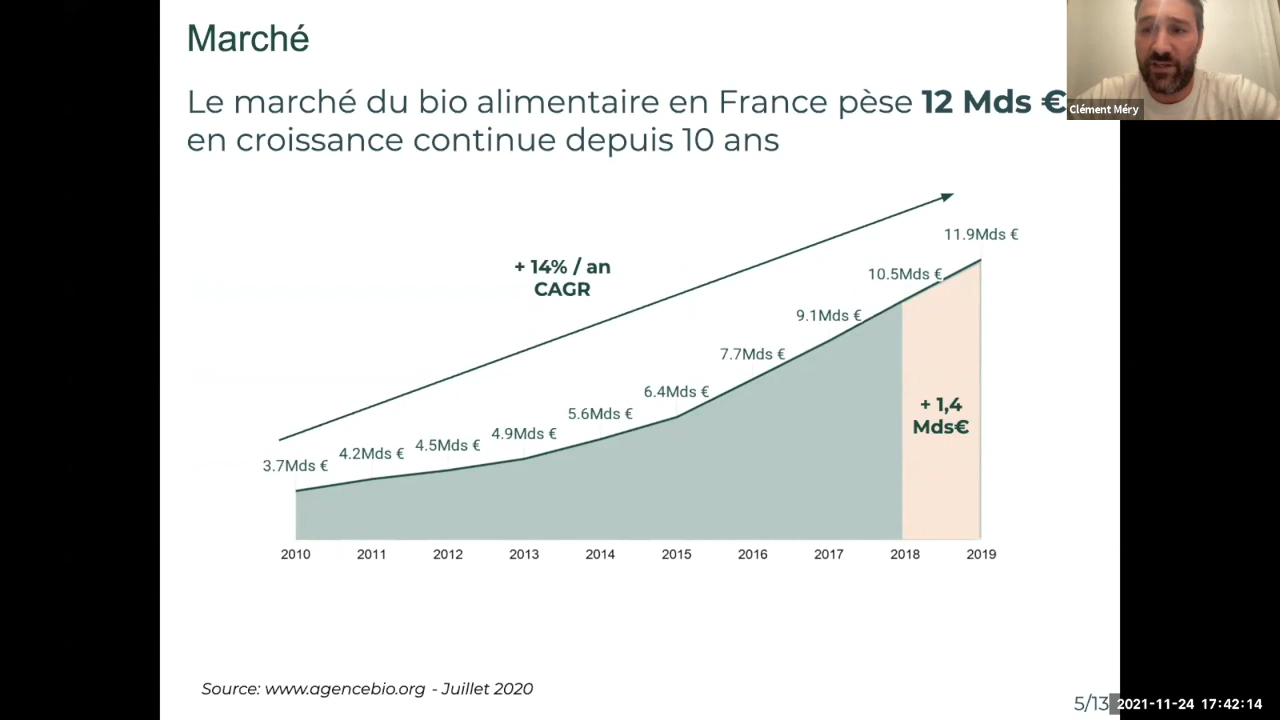 Marché
Le marché du bio alimentaire en France pèse 12 Mds €
en croissance continue depuis 10 ans
Clément Méry
+ 14% / an
CAGR
11.9Mds €
10.5Mds €
9.1Mds €
7.7Mds €
6.4Mds €
5.6Mds €
4.9Mds €
4.5Mds €
4.2Mds €
3.7Mds €
+ 1,4
Mds€
2010 2011 2012 2013 2014 2015 2016 2017 2018 2019
Source: www.agencebio.org - Juillet 2020
5/13
2021-11-24 17:42:14